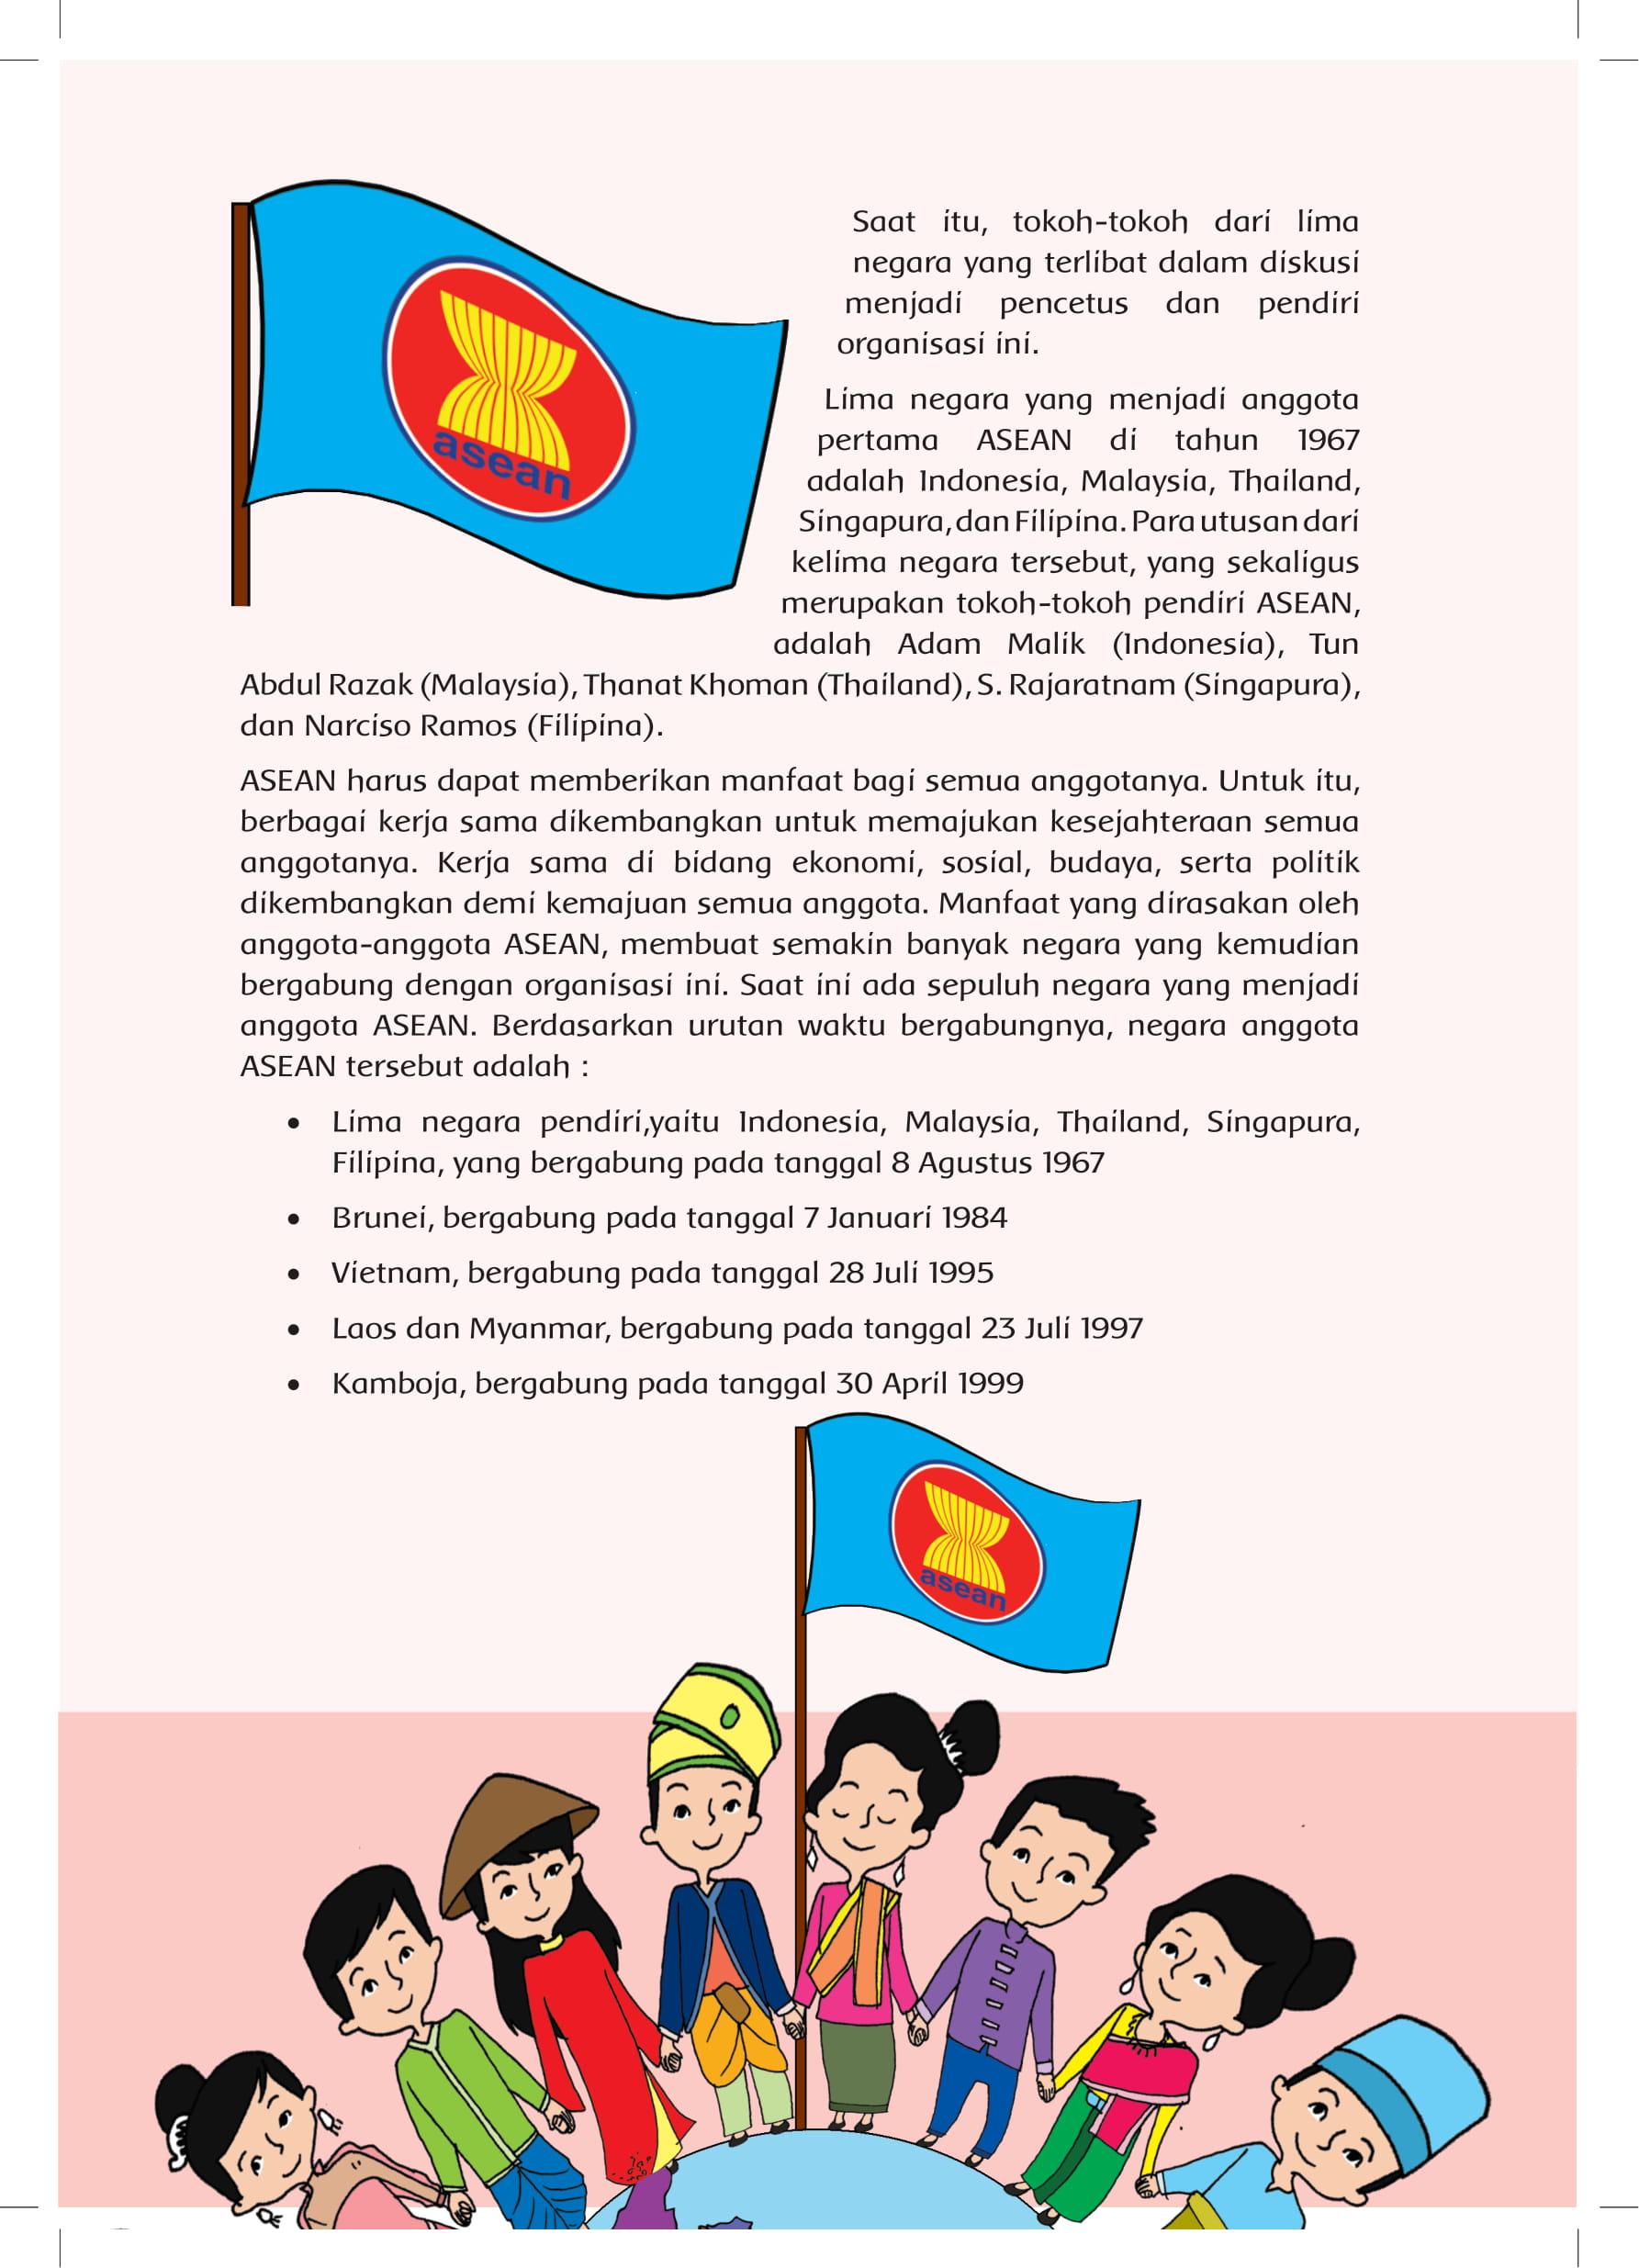 asean
Saat itu, tokoh-tokoh dari lima
negara yang terlibat dalam diskusi
menjadi pencetus dan pendiri
organisasi ini.
Lima negara yang menjadi anggota
pertama ASEAN di tahun 1967
adalah Indonesia, Malaysia, Thailand,
Singapura, dan Filipina. Para utusan dari
kelima negara tersebut, yang sekaligus
merupakan tokoh-tokoh pendiri ASEAN,
adalah Adam Malik (Indonesia), Tun
Abdul Razak (Malaysia), Thanat Khoman (Thailand), S. Rajaratnam (Singapura),
dan Narciso Ramos (Filipina).
ASEAN harus dapat memberikan manfaat bagi semua anggotanya. Untuk itu,
berbagai kerja sama dikembangkan untuk memajukan kesejahteraan semua
anggotanya. Kerja sama di bidang ekonomi, sosial, budaya, serta politik
dikembangkan demi kemajuan semua anggota. Manfaat yang dirasakan oleh
anggota-anggota ASEAN, membuat semakin banyak negara yang kemudian
bergabung dengan organisasi ini. Saat ini ada sepuluh negara yang menjadi
anggota ASEAN. Berdasarkan urutan waktu bergabungnya, negara anggota
ASEAN tersebut adalah :
• Lima negara pendiri,yaitu Indonesia, Malaysia, Thailand, Singapura,
Filipina, yang bergabung pada tanggal 8 Agustus 1967
• Brunei, bergabung pada tanggal 7 Januari 1984
• Vietnam, bergabung pada tanggal 28 Juli 1995
• Laos dan Myanmar, bergabung pada tanggal 23 Juli 1997
• Kamboja, bergabung pada tanggal 30 April 1999
asean